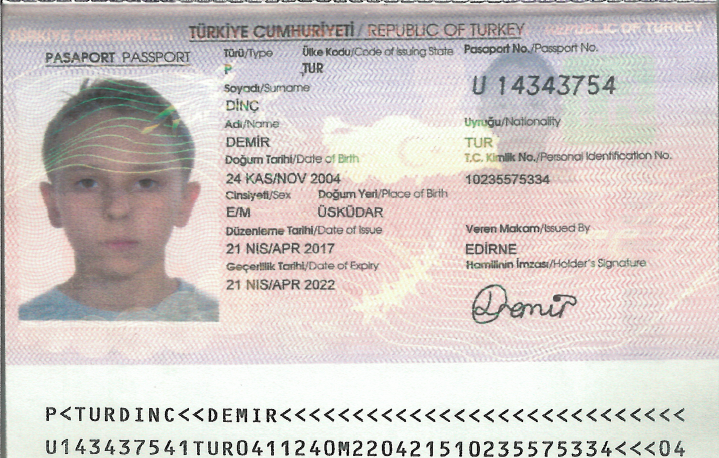 TÜRKİYE CUMHURİYETİ / REPUBLIC OF TURKEY
PASAPORT PASSPORT
Türü/Type Ülke Kodu/Code of Issuing State Pasaport No./Passport No.
P TUR
U 14343754
Soyadı/Surname
DİNÇ
Adı/Name Uyruğu/Nationality
DEMİR TUR
Doğum Tarihi/Date of Birth T.C. Kimlik No./Personal Identification No.
24 KAS/NOV 2004 10235575334
Cinsiyeti/Sex Doğum Yeri/Place of Birth
E/M ÜSKÜDAR
Düzenleme Tarihi/Date of Issue Veren Makam/Issued By
21 NİS/APR 2017 EDİRNE
Geçerlilik Tarihi/Date of Expiry Hamilinin İmzası/Holder's Signature
21 NİS/APR 2022
Demir
P<TURDINC<<DEMIR<<<<<<<<<<<<<<<<<<<<<<<<<<<<
U143437541TUR0411240M220421510235575334<<<04